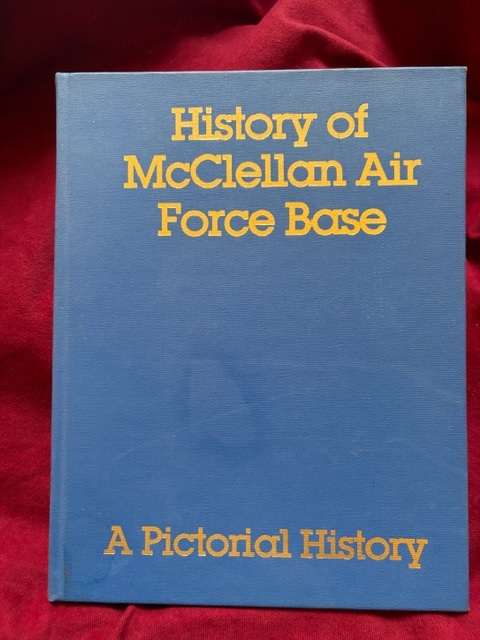 History of
McClellan Air
Force Base
A Pictorial History